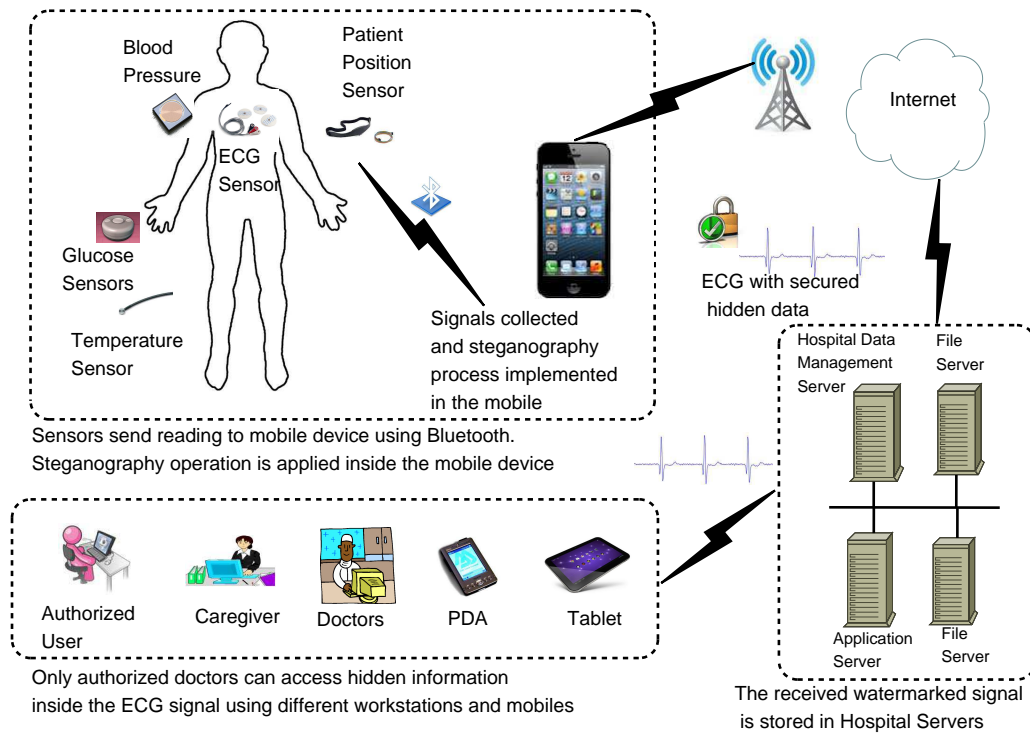 Blood
Pressure
Patient
Position
Sensor
ECG
Sensor
Glucose
Sensors
Temperature
Sensor
Signals collected
and steganography
process implemented
in the mobile
Sensors send reading to mobile device using Bluetooth.
Steganography operation is applied inside the mobile device
Internet
ECG with secured
hidden data
Hospital Data
Management
Server
File
Server
Application
Server
File
Server
The received watermarked signal
is stored in Hospital Servers
Authorized
User
Caregiver
Doctors
PDA
Tablet
Only authorized doctors can access hidden information
inside the ECG signal using different workstations and mobiles